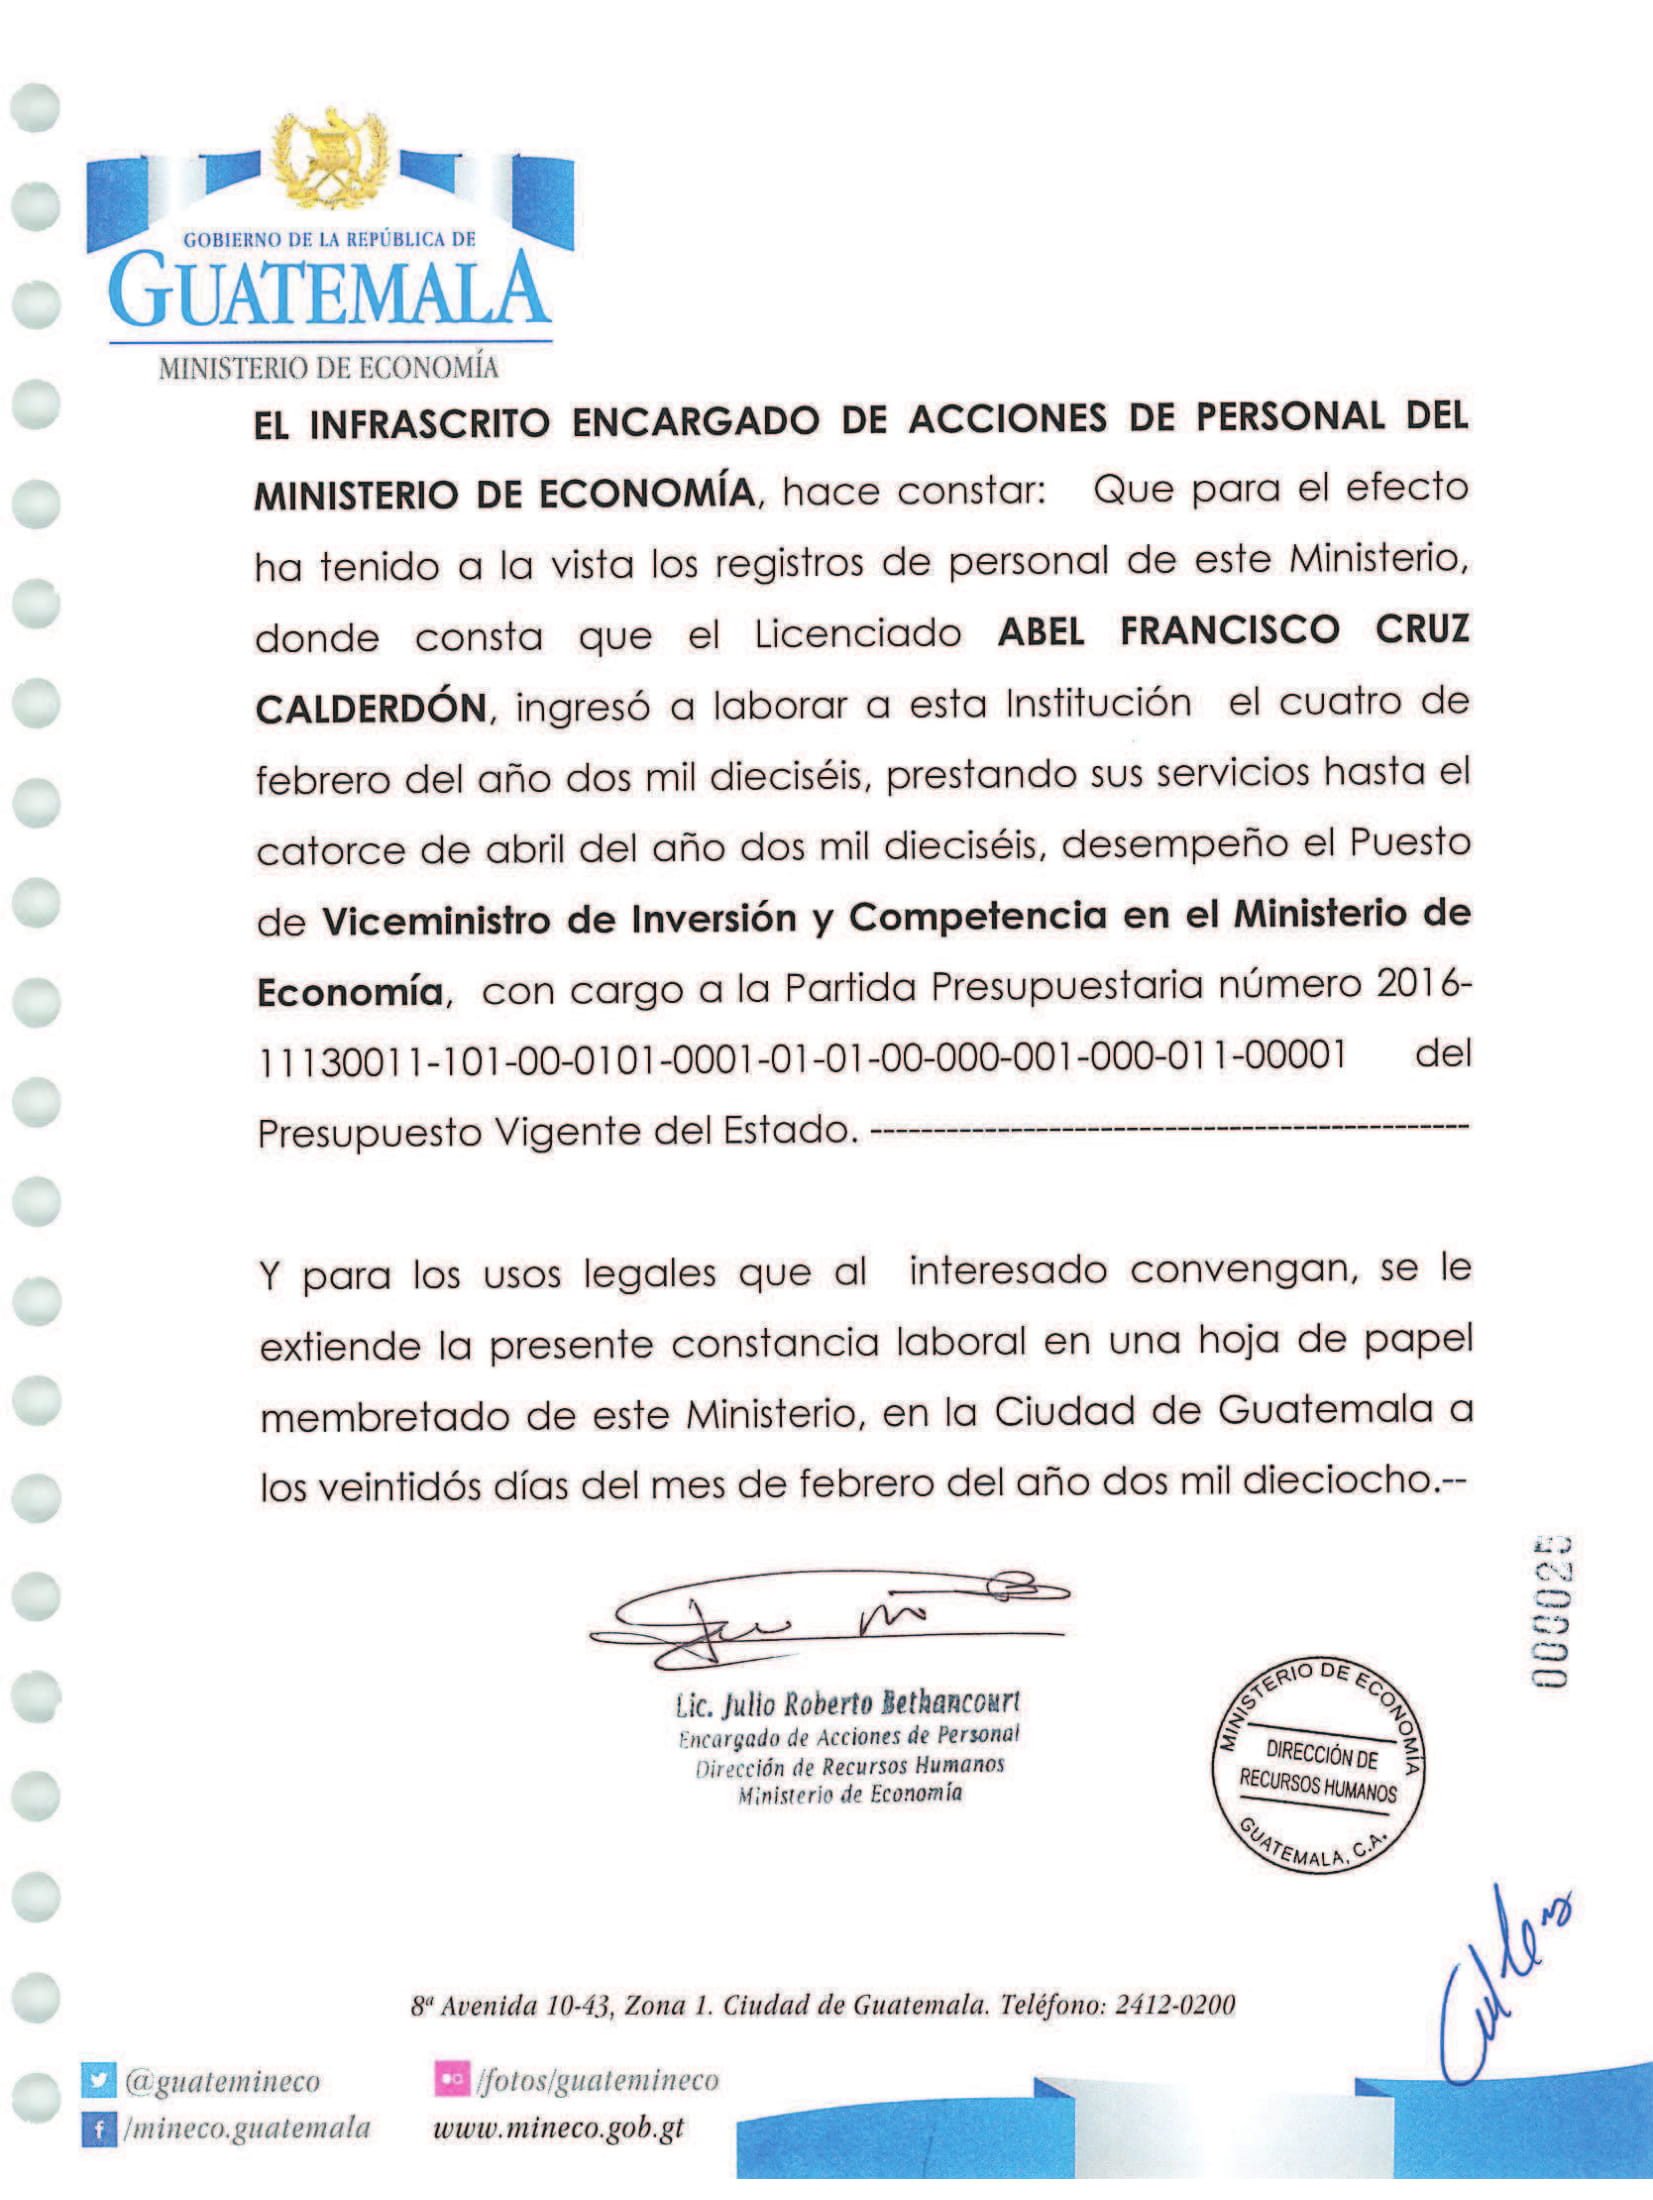 GOBIERNO DE LA REPÚBLICA DE
GUATEMALA
MINISTERIO DE ECONOMÍA
EL INFRASCRITO ENCARGADO DE ACCIONES DE PERSONAL DEL
MINISTERIO DE ECONOMÍA, hace constar: Que para el efecto
ha tenido a la vista los registros de personal de este Ministerio,
donde consta que el Licenciado ABEL FRANCISCO CRUZ
CALDERDÓN, ingresó a laborar a esta Institución el cuatro de
febrero del año dos mil dieciséis, prestando sus servicios hasta el
catorce de abril del año dos mil dieciséis, desempeño el Puesto
de Viceministro de Inversión y Competencia en el Ministerio de
Economía, con cargo a la Partida Presupuestaria número 2016-
11130011-101-00-0101-0001-01-01-00-000-001-000-011-00001 del
Presupuesto Vigente del Estado. -----------------------------------------------
Y para los usos legales que al interesado convengan, se le
extiende la presente constancia laboral en una hoja de papel
membretado de este Ministerio, en la Ciudad de Guatemala a
los veintidós días del mes de febrero del año dos mil dieciocho.--
000025
Lic. Julio Roberto Bethancourt
Encargado de Acciones de Personal
Dirección de Recursos Humanos
Ministerio de Economía
MINISTERIO DE ECONOMÍA
DIRECCIÓN DE
RECURSOS HUMANOS
GUATEMALA, C.A.
8ª Avenida 10-43, Zona 1. Ciudad de Guatemala. Teléfono: 2412-0200
@guatemineco
/fotos/guatemineco
/mineco.guatemala
www.mineco.gob.gt